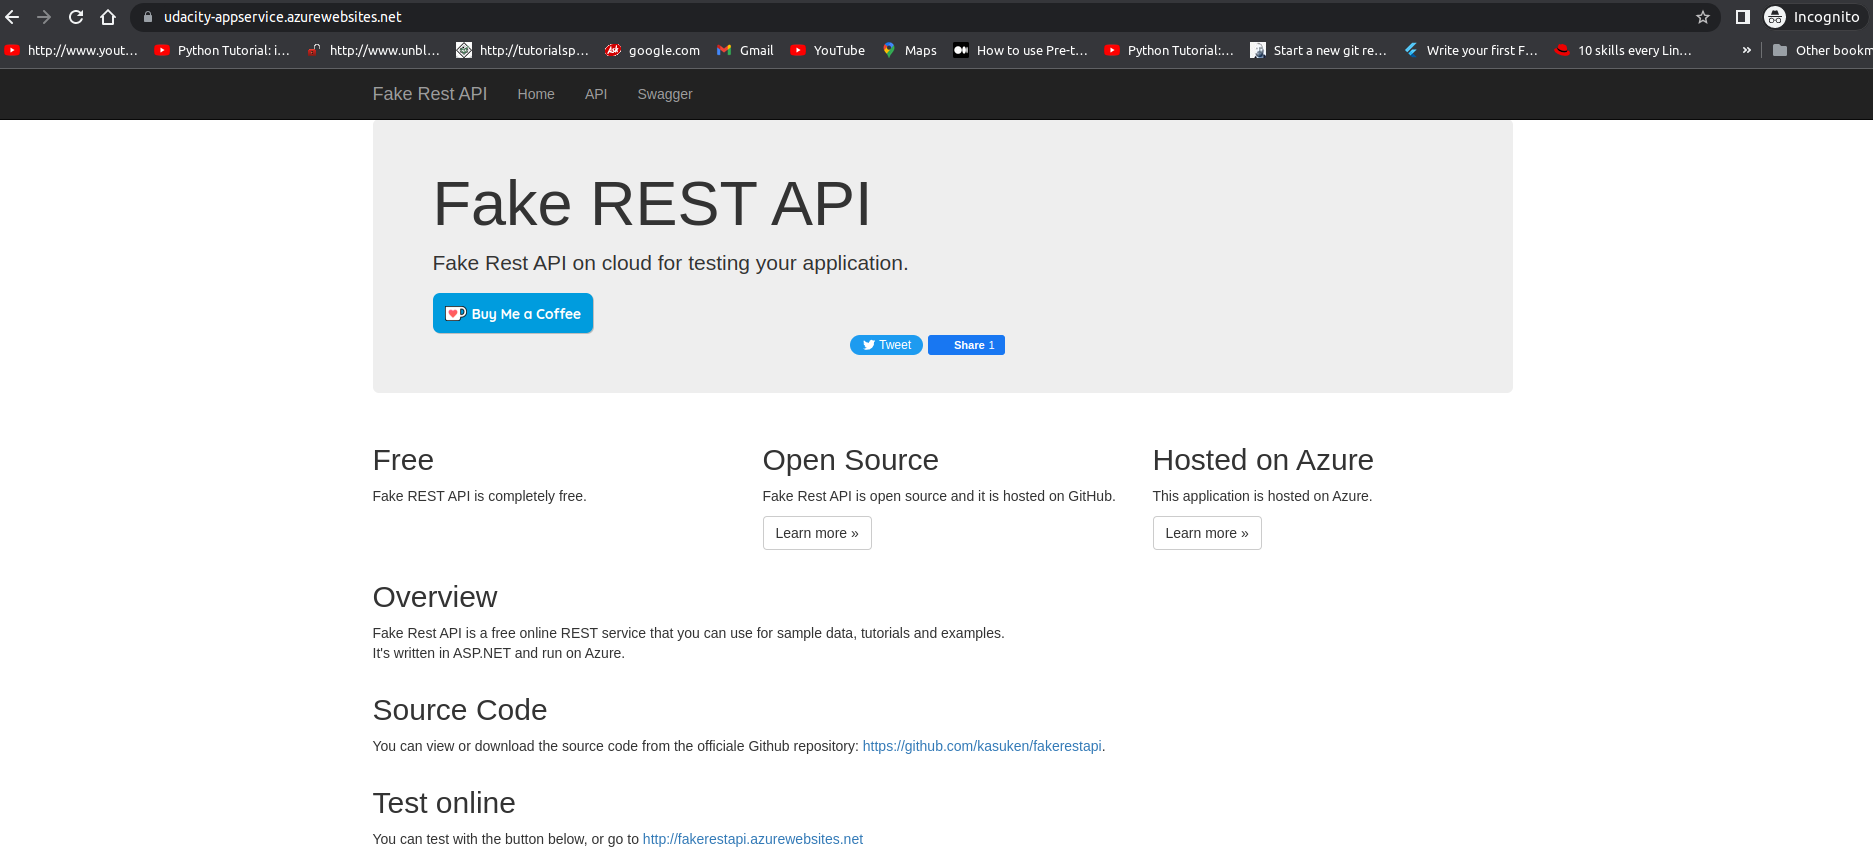 udacity-appservice.azurewebsites.net Incognito
http://www.yout... Python Tutorial: i... http://www.unbl... http://tutorialsp... google.com Gmail YouTube Maps How to use Pre-t... Python Tutorial:... Start a new git re... Write your first F... 10 skills every Lin... » Other bookm
Fake Rest API Home API Swagger
Fake REST API
Fake Rest API on cloud for testing your application.
Buy Me a Coffee
Tweet Share 1
Free Open Source Hosted on Azure
Fake REST API is completely free. Fake Rest API is open source and it is hosted on GitHub. This application is hosted on Azure.
Learn more » Learn more »
Overview
Fake Rest API is a free online REST service that you can use for sample data, tutorials and examples.
It's written in ASP.NET and run on Azure.
Source Code
You can view or download the source code from the officiale Github repository: https://github.com/kasuken/fakerestapi.
Test online
You can test with the button below, or go to http://fakerestapi.azurewebsites.net